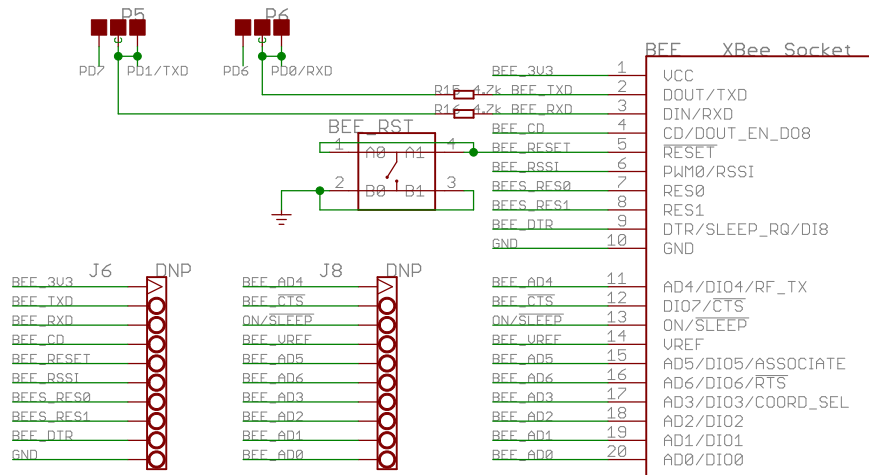 P5
P6
C
C
PD7
PD1/TXD
PD6
PD0/RXD
BEE
XBee Socket
BEE_3V3
1
VCC
R15
4.7k
BEE_TXD
2
DOUT/TXD
R16
4.7k
BEE_RXD
3
DIN/RXD
BEE_CD
4
CD/DOUT_EN_DO8
BEE_RESET
5
RESET
BEE_RSSI
6
PWM0/RSSI
BEES_RES0
7
RES0
BEES_RES1
8
RES1
BEE_DTR
9
DTR/SLEEP_RQ/DI8
GND
10
GND
BEE_RST
1
A0
A1
4
2
B0
B1
3
J6
DNP
BEE_3V3
BEE_TXD
BEE_RXD
BEE_CD
BEE_RESET
BEE_RSSI
BEES_RES0
BEES_RES1
BEE_DTR
GND
J8
DNP
BEE_AD4
BEE_CTS
ON/SLEEP
BEE_VREF
BEE_AD5
BEE_AD6
BEE_AD3
BEE_AD2
BEE_AD1
BEE_AD0
BEE_AD4
11
AD4/DIO4/RF_TX
BEE_CTS
12
DIO7/CTS
ON/SLEEP
13
ON/SLEEP
BEE_VREF
14
VREF
BEE_AD5
15
AD5/DIO5/ASSOCIATE
BEE_AD6
16
AD6/DIO6/RTS
BEE_AD3
17
AD3/DIO3/COORD_SEL
BEE_AD2
18
AD2/DIO2
BEE_AD1
19
AD1/DIO1
BEE_AD0
20
AD0/DIO0